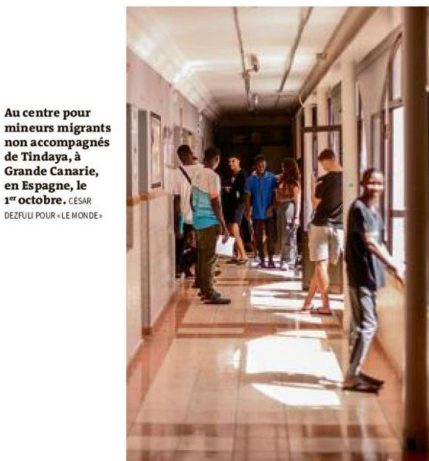 Au centre pour
mineurs migrants
non accompagnés
de Tindaya, à
Grande Canarie,
en Espagne, le
1er octobre. CÉSAR
DEZFULI POUR « LE MONDE »